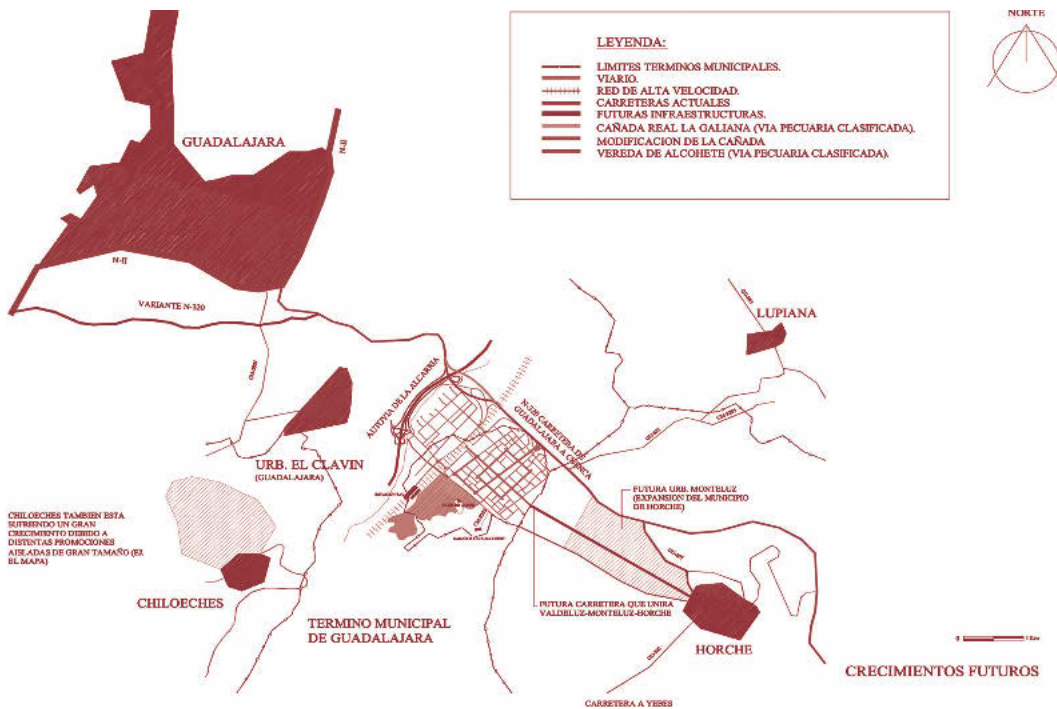 NORTE
LEYENDA:
LIMITES TERMINOS MUNICIPALES.
VIARIO.
RED DE ALTA VELOCIDAD.
CARRETERAS ACTUALES
FUTURAS INFRAESTRUCTURAS.
CAÑADA REAL LA GALIANA (VIA PECUARIA CLASIFICADA).
MODIFICACION DE LA CAÑADA
VEREDA DE ALCOHETE (VIA PECUARIA CLASIFICADA).
GUADALAJARA
N-II
N-II
VARIANTE N-320
LUPIANA
AUTOVIA DE LA ALCARRIA
N-320 CARRETERA DE
GUADALAJARA A CUENCA
URB. EL CLAVIN
(GUADALAJARA)
FUTURA URB. MONTELUZ
(EXPANSION DEL MUNICIPIO
DE HORCHE)
CHILOECHES TAMBIEN ESTA
SUFRIENDO UN GRAN
CRECIMIENTO DEBIDO A
DISTINTAS PROMOCIONES
AISLADAS DE GRAN TAMAÑO (EJ.
EL MAPA)
CHILOECHES
FUTURA CARRETERA QUE UNIRA
VALDELUZ-MONTELUZ-HORCHE
TERMINO MUNICIPAL
DE GUADALAJARA
HORCHE
CRECIMIENTOS FUTUROS
CARRETERA A YEBES